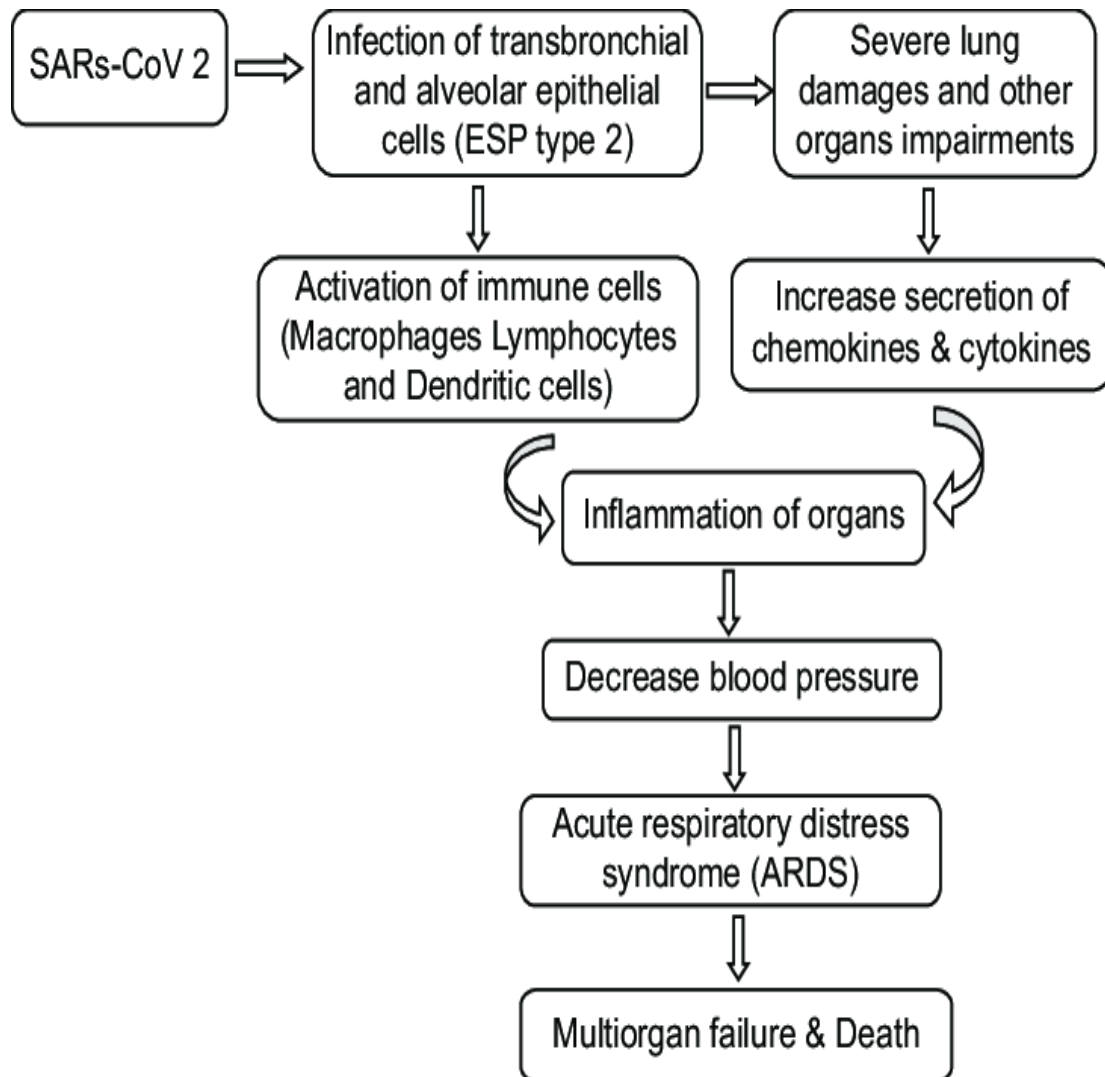 SARs-CoV 2
Infection of transbronchial
and alveolar epithelial
cells (ESP type 2)
Severe lung
damages and other
organs impairments
Activation of immune cells
(Macrophages Lymphocytes
and Dendritic cells)
Increase secretion of
chemokines & cytokines
Inflammation of organs
Decrease blood pressure
Acute respiratory distress
syndrome (ARDS)
Multiorgan failure & Death